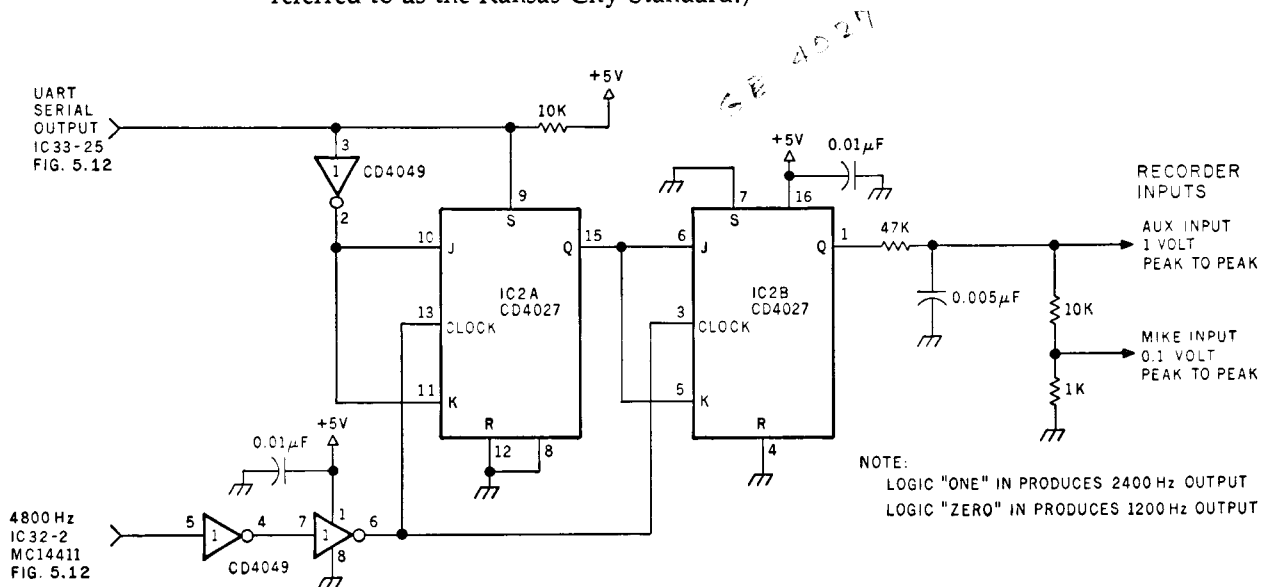 referred to as the Kansas City Standard.)
GE 4027
UART
SERIAL
OUTPUT
IC33-25
FIG. 5.12
+5V
10K
3
1
CD4049
2
9
S
10
J
Q
15
IC2A
CD4027
13
CLOCK
11
K
R
12
8
+5V
0.01µF
7
S
16
6
J
Q
1
IC2B
CD4027
3
CLOCK
5
K
R
4
47K
0.005µF
10K
1K
RECORDER
INPUTS
AUX INPUT
1 VOLT
PEAK TO PEAK
MIKE INPUT
0.1 VOLT
PEAK TO PEAK
+5V
0.01µF
4800Hz
IC32-2
MC14411
FIG. 5.12
5
1
4
7
1
1
6
8
CD4049
NOTE:
LOGIC "ONE" IN PRODUCES 2400 Hz OUTPUT
LOGIC "ZERO" IN PRODUCES 1200 Hz OUTPUT